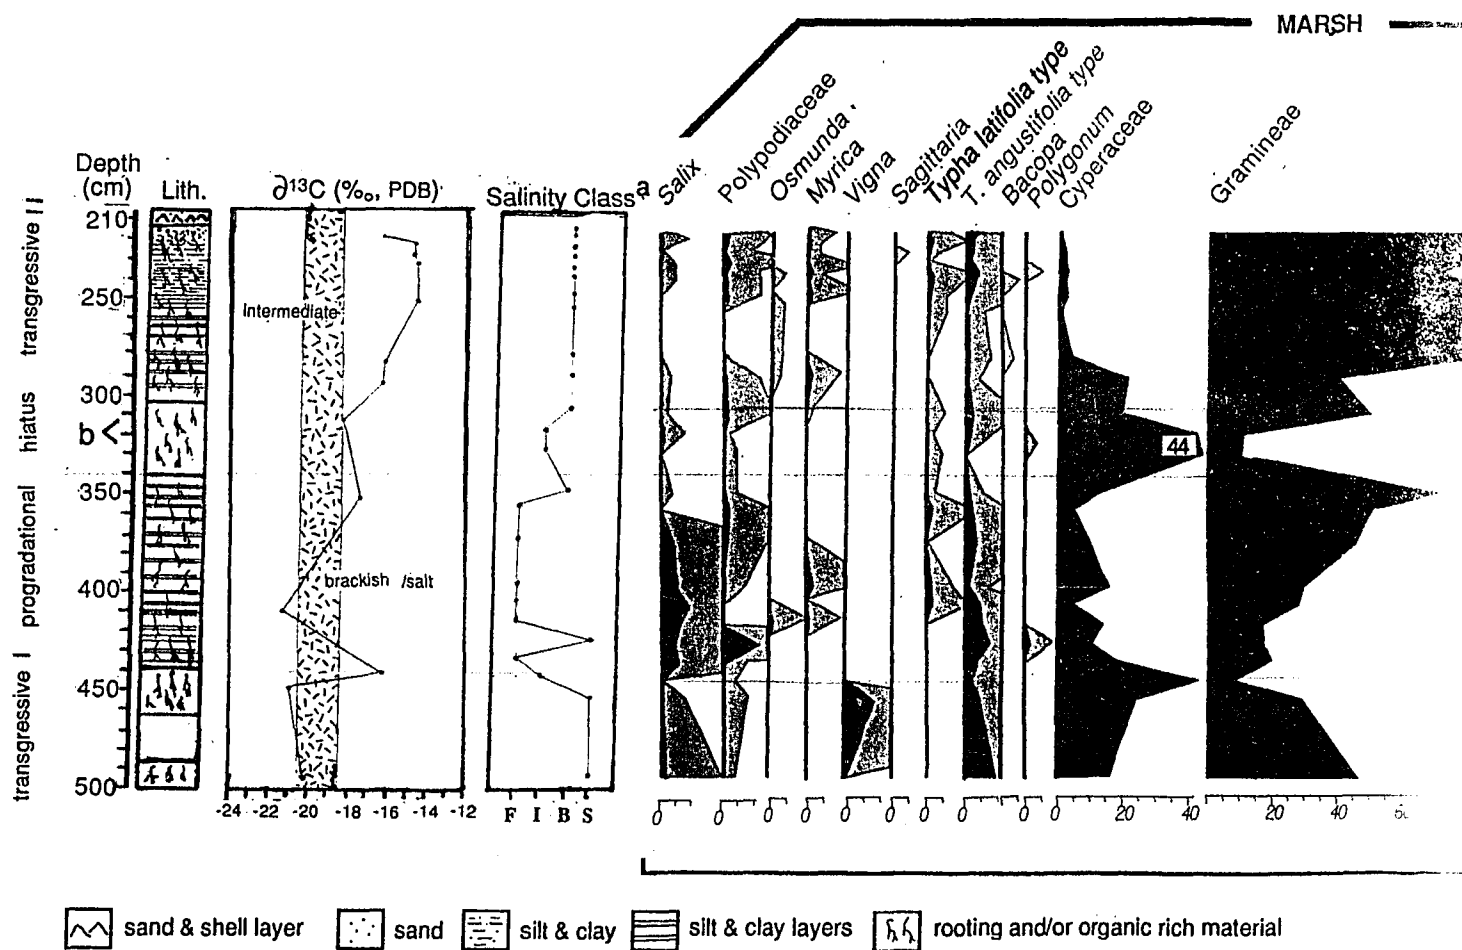 MARSH
Depth
(cm)
Lith.
∂13C (‰, PDB)
Salinity Class a
Salix
Polypodiaceae
Osmunda
Myrica
Vigna
Sagittaria
Typha latifolia type
T. angustifolia type
Bacopa
Polygonum
Cyperaceae
Gramineae
210
250
300
b <
350
400
450
500
transgressive II
hiatus
progradational
transgressive I
Intermediate
brackish /salt
44
-24 -22 -20 -18 -16 -14 -12
F I B S
0 0 0 0 0 0 0 0 0 0 0 20 40 0 20 40
sand & shell layer
sand
silt & clay
silt & clay layers
rooting and/or organic rich material